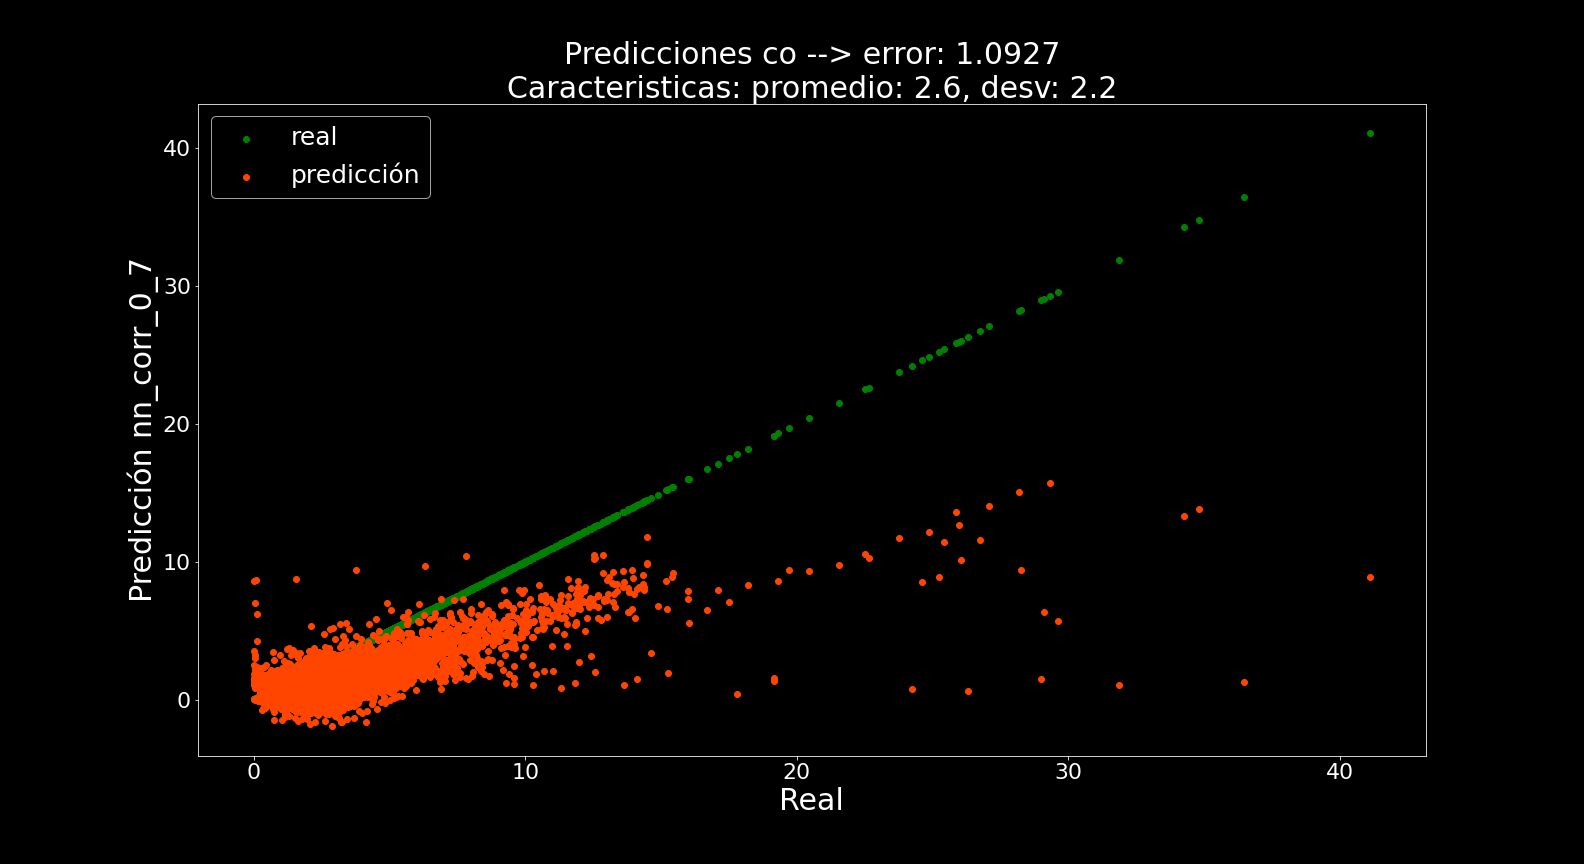 Predicciones co --> error: 1.0927
Caracteristicas: promedio: 2.6, desv: 2.2
real
predicción
Predicción nn_corr_0_7
40
30
20
10
0
0
10
20
30
40
Real